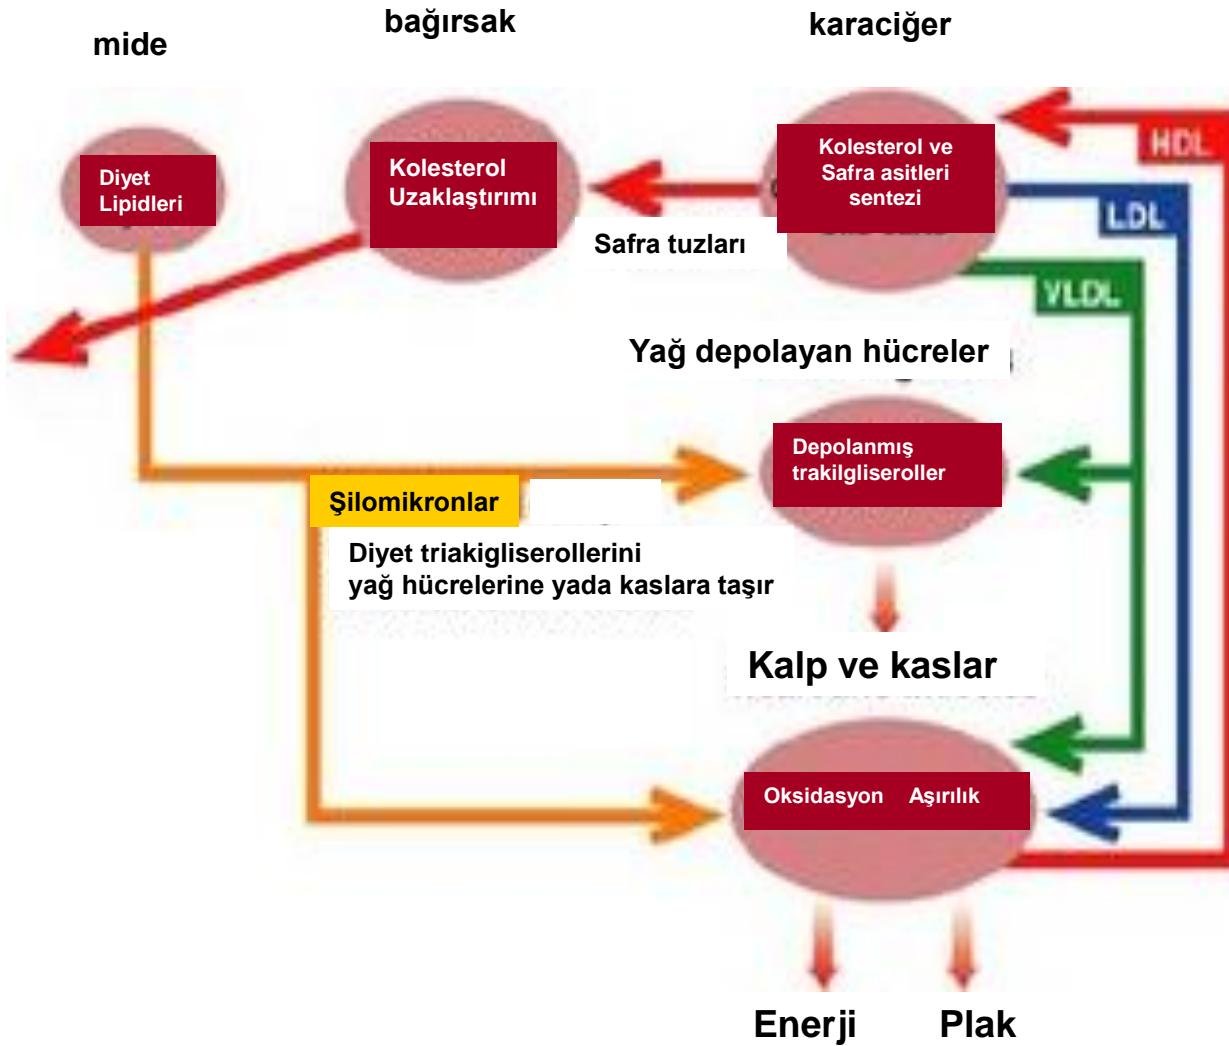 mide
bağırsak
karaciğer
Diyet
Lipidleri
Kolesterol
Uzaklaştırımı
Kolesterol ve
Safra asitleri
sentezi
HDL
LDL
VLDL
Safra tuzları
Yağ depolayan hücreler
Depolanmış
trakilgliseroller
Şilomikronlar
Diyet triakigliserollerini
yağ hücrelerine yada kaslara taşır
Kalp ve kaslar
Oksidasyon Aşırılık
Enerji Plak